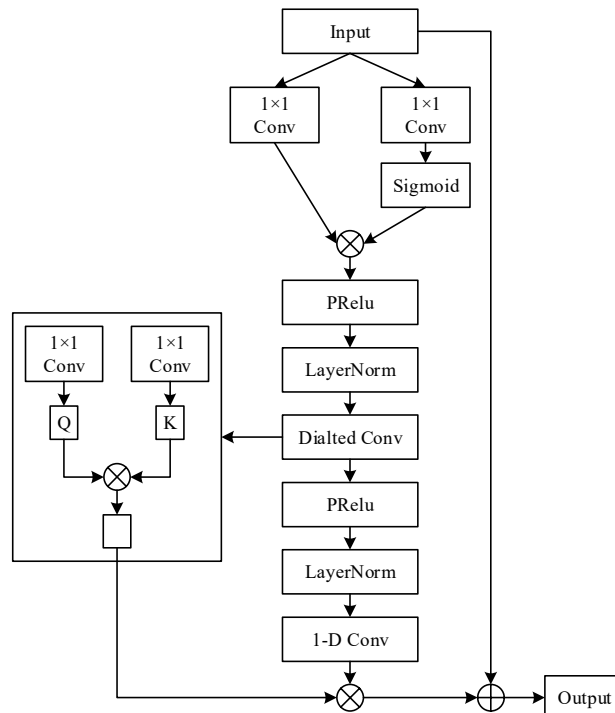 Input
1×1
Conv
1×1
Conv
Sigmoid
PRelu
1×1
Conv
1×1
Conv
LayerNorm
Q
K
Dialted Conv
PRelu
LayerNorm
1-D Conv
Output